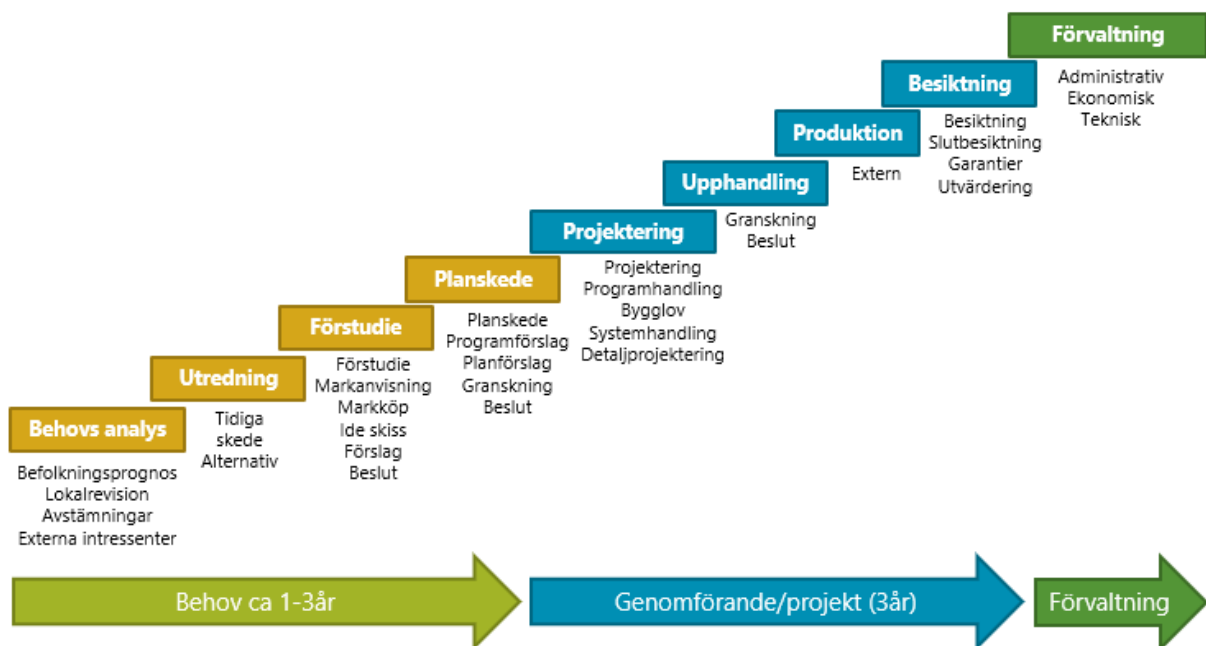 Förvaltning
Administrativ
Ekonomisk
Teknisk
Besiktning
Besiktning
Slutbesiktning
Garantier
Utvärdering
Produktion
Extern
Upphandling
Granskning
Beslut
Projektering
Projektering
Programhandling
Bygglov
Systemhandling
Detaljprojektering
Planskede
Planskede
Programförslag
Planförslag
Granskning
Beslut
Förstudie
Förstudie
Markanvisning
Markköp
Ide skiss
Förslag
Beslut
Utredning
Tidiga
skede
Alternativ
Behovs analys
Befolkningsprognos
Lokalrevision
Avstämningar
Externa intressenter
Behov ca 1-3år
Genomförande/projekt (3år)
Förvaltning